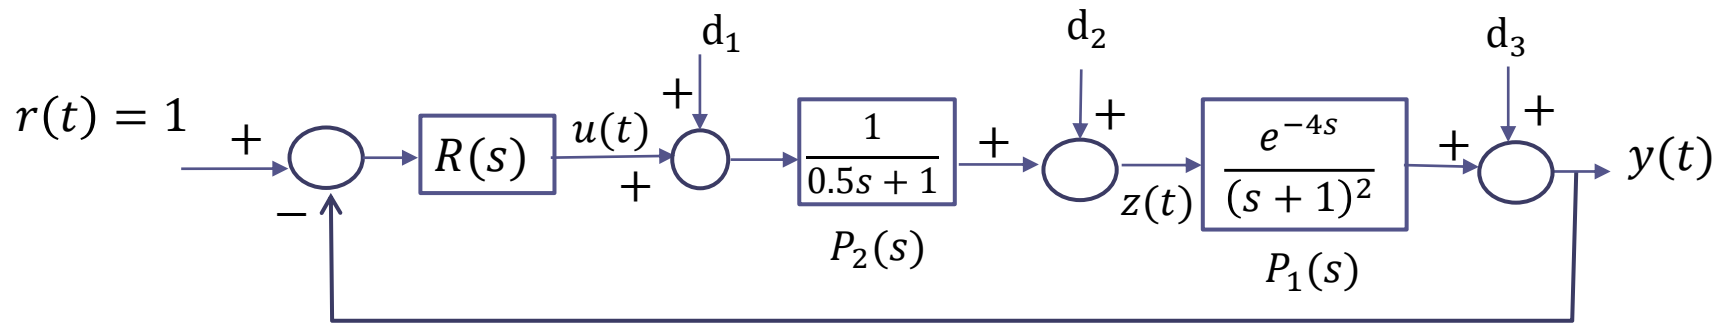 d₁
d₂
d₃
r(t) = 1
+
−
R(s)
u(t)
+
+
1
0.5s + 1
P₂(s)
+
+
z(t)
e^{−4s}
(s + 1)²
P₁(s)
+
+
y(t)